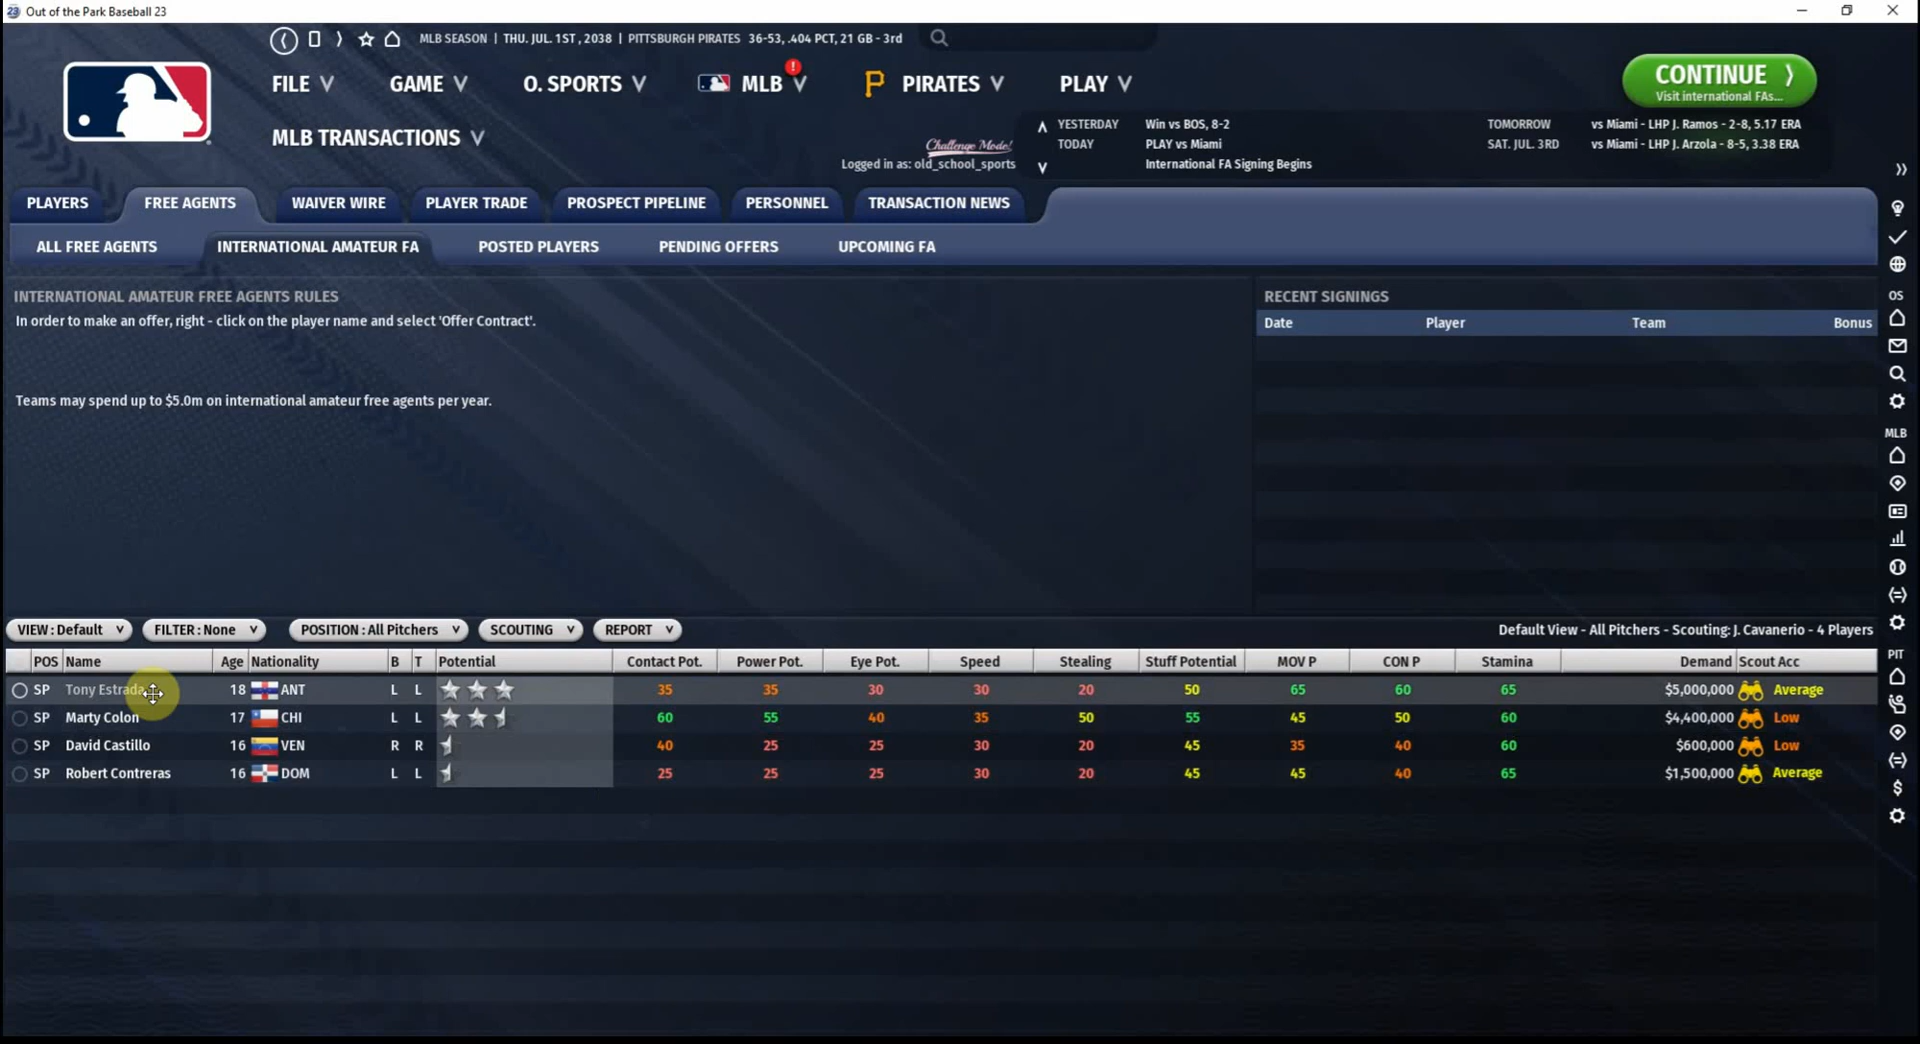 Out of the Park Baseball 23
MLB SEASON | THU. JUL. 1ST , 2038 | PITTSBURGH PIRATES 36-53, .404 PCT, 21 GB - 3rd
FILE GAME O. SPORTS MLB PIRATES PLAY
CONTINUE
Visit international FAs...
MLB TRANSACTIONS
Challenge Mode!
Logged in as: old_school_sports
YESTERDAY Win vs BOS, 8-2 TOMORROW vs Miami - LHP J. Ramos - 2-8, 5.17 ERA
TODAY PLAY vs Miami SAT. JUL. 3RD vs Miami - LHP J. Arzola - 8-5, 3.38 ERA
International FA Signing Begins
PLAYERS FREE AGENTS WAIVER WIRE PLAYER TRADE PROSPECT PIPELINE PERSONNEL TRANSACTION NEWS
ALL FREE AGENTS INTERNATIONAL AMATEUR FA POSTED PLAYERS PENDING OFFERS UPCOMING FA
INTERNATIONAL AMATEUR FREE AGENTS RULES
In order to make an offer, right - click on the player name and select 'Offer Contract'.
Teams may spend up to $5.0m on international amateur free agents per year.
RECENT SIGNINGS
Date Player Team Bonus
VIEW : Default FILTER : None POSITION : All Pitchers SCOUTING REPORT Default View - All Pitchers - Scouting: J. Cavanerio - 4 Players
POS Name Age Nationality B T Potential Contact Pot. Power Pot. Eye Pot. Speed Stealing Stuff Potential MOV P CON P Stamina Demand Scout Acc
SP Tony Estrada 18 ANT L L 35 35 30 30 20 50 65 60 65 $5,000,000 Average
SP Marty Colon 17 CHI L L 60 55 40 35 50 55 45 50 60 $4,400,000 Low
SP David Castillo 16 VEN R R 40 25 25 30 20 45 35 40 60 $600,000 Low
SP Robert Contreras 16 DOM L L 25 25 25 30 20 45 45 40 65 $1,500,000 Average
OS
MLB
PIT